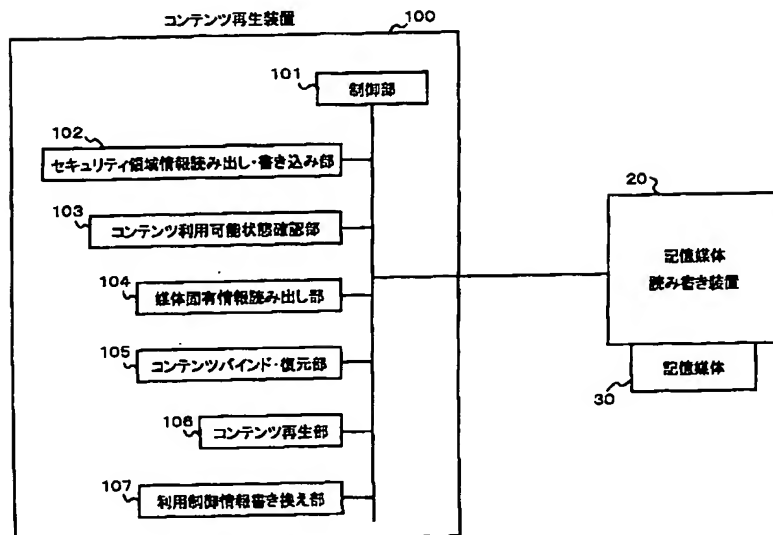 コンテンツ再生装置
100
101
制御部
102
セキュリティ領域情報読み出し・書き込み部
103
コンテンツ利用可能状態確認部
104
媒体固有情報読み出し部
105
コンテンツバインド・復元部
106
コンテンツ再生部
107
利用制御情報書き換え部
20
記憶媒体
読み書き装置
記憶媒体
30